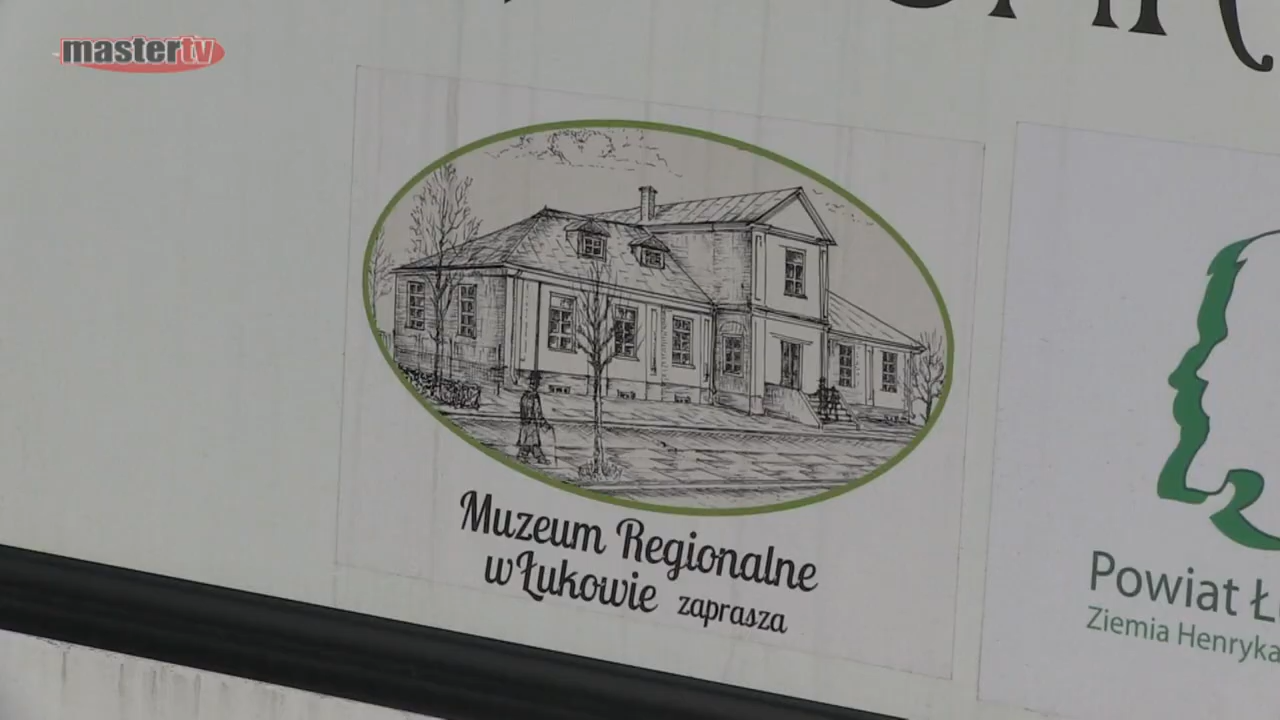 mastertv
Muzeum Regionalne
w Łukowie zaprasza
Powiat
Ziemia Henryka